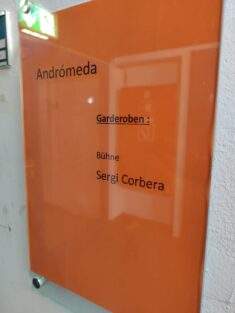 Andrómeda
Garderoben :
Bühne
Sergi Corbera